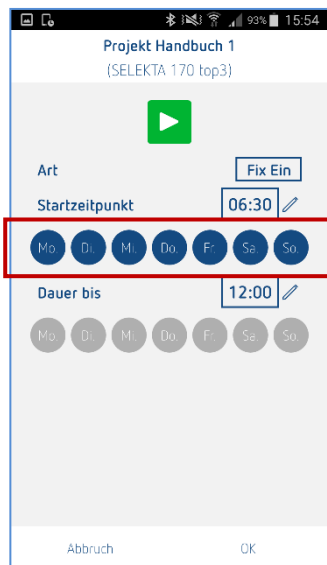 93% 15:54
Projekt Handbuch 1
(SELEKTA 170 top3)
Art Fix Ein
Startzeitpunkt 06:30
Mo. Di. Mi. Do. Fr. Sa. So.
Dauer bis 12:00
Mo. Di. Mi. Do. Fr. Sa. So.
Abbruch OK